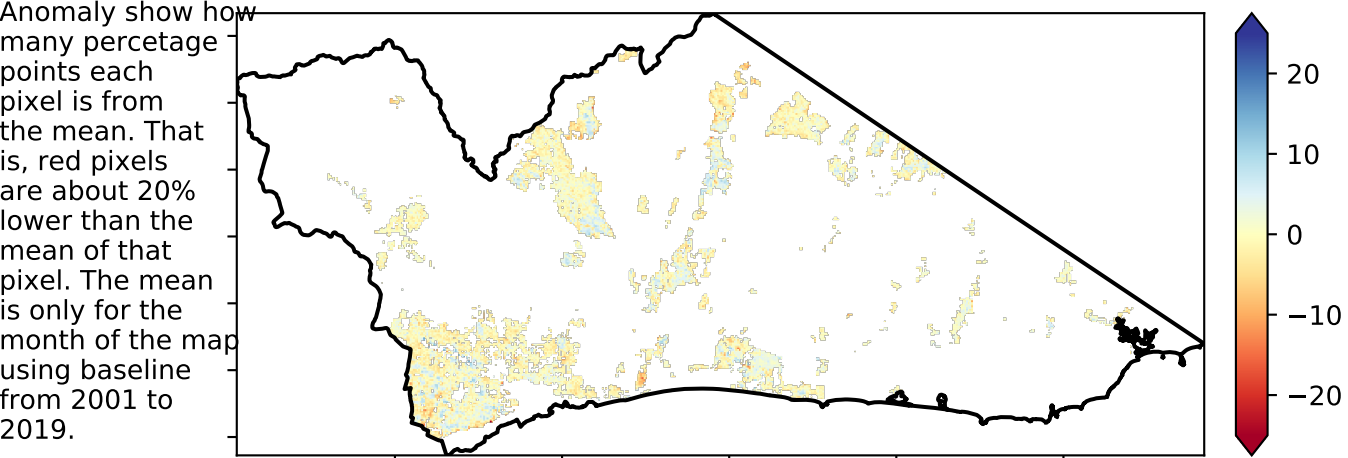 Anomaly show how
many percetage
points each
pixel is from
the mean. That
is, red pixels
are about 20%
lower than the
mean of that
pixel. The mean
is only for the
month of the map
using baseline
from 2001 to
2019.
20
10
0
−10
−20